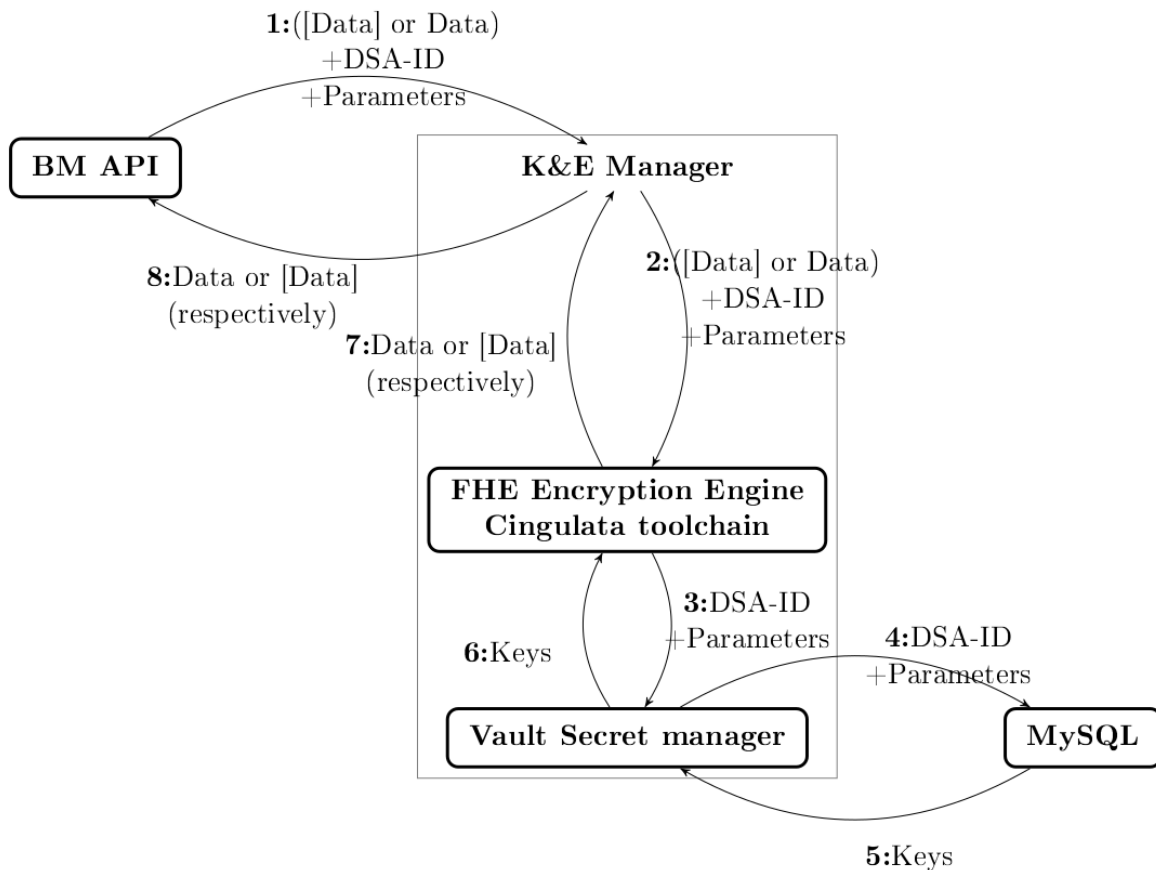 1:([Data] or Data)
+DSA-ID
+Parameters
BM API
K&E Manager
2:([Data] or Data)
+DSA-ID
+Parameters
8:Data or [Data]
(respectively)
7:Data or [Data]
(respectively)
FHE Encryption Engine
Cingulata toolchain
3:DSA-ID
+Parameters
6:Keys
4:DSA-ID
+Parameters
Vault Secret manager
MySQL
5:Keys